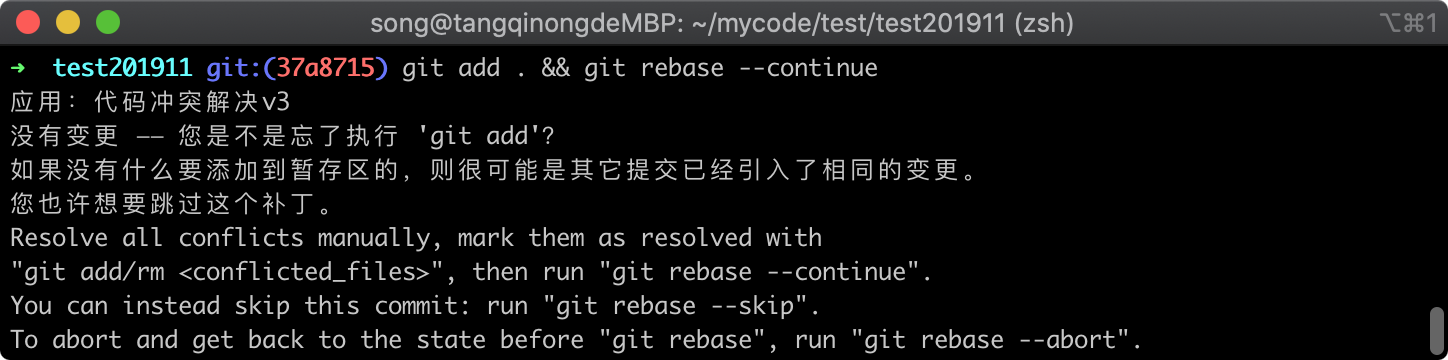 song@tangqinongdeMBP: ~/mycode/test/test201911 (zsh) ⌥⌘1
➜ test201911 git:(37a8715) git add . && git rebase --continue
应用：代码冲突解决v3
没有变更 —— 您是不是忘了执行 'git add'？
如果没有什么要添加到暂存区的，则很可能是其它提交已经引入了相同的变更。
您也许想要跳过这个补丁。
Resolve all conflicts manually, mark them as resolved with
"git add/rm <conflicted_files>", then run "git rebase --continue".
You can instead skip this commit: run "git rebase --skip".
To abort and get back to the state before "git rebase", run "git rebase --abort".